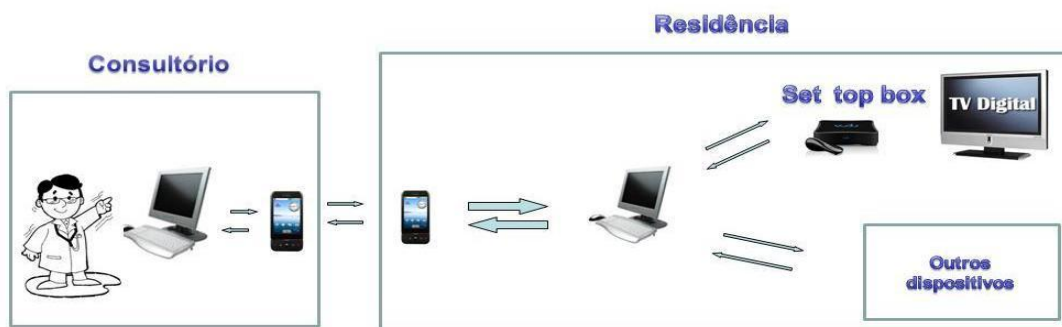 Residência
Consultório
Set top box
TV Digital
Outros
dispositivos